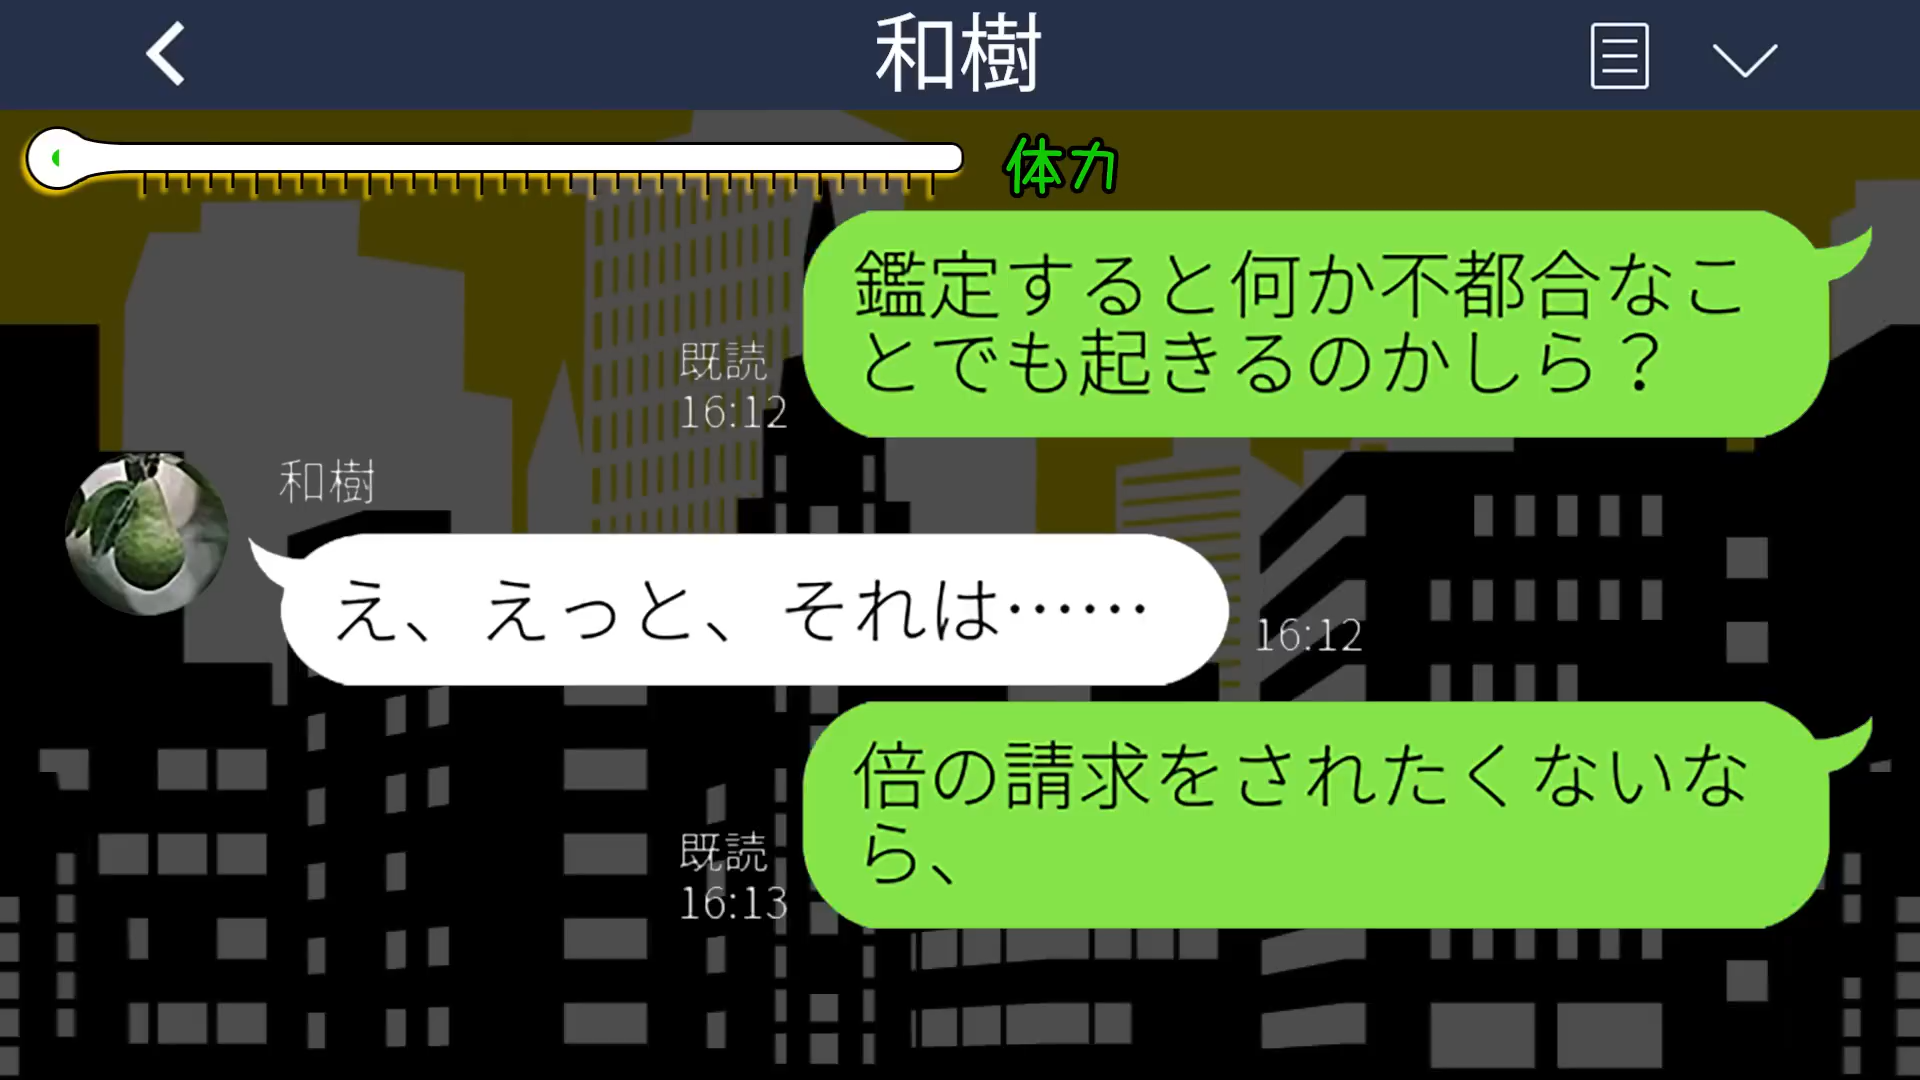 和樹
体力
鑑定すると何か不都合なこ
とでも起きるのかしら？
既読
16:12
和樹
え、えっと、それは……
16:12
倍の請求をされたくないな
ら、
既読
16:13